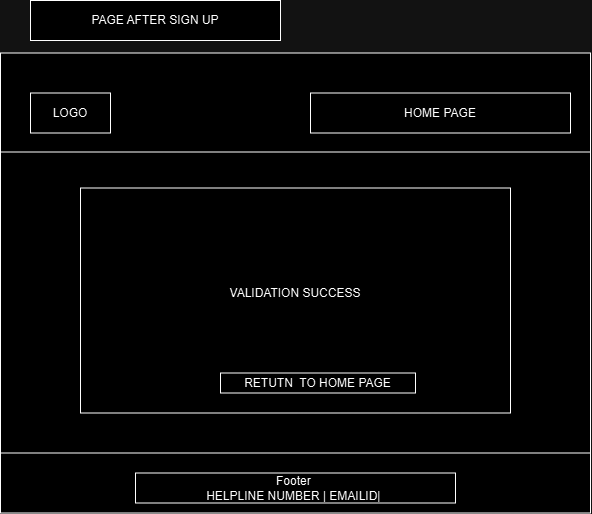 PAGE AFTER SIGN UP
LOGO
HOME PAGE
VALIDATION SUCCESS
RETUTN  TO HOME PAGE
Footer
HELPLINE NUMBER | EMAILID|